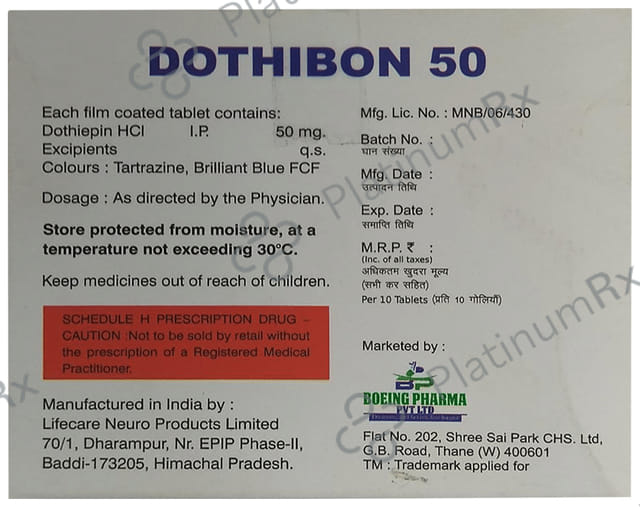 DOTHIBON 50
Each film coated tablet contains:
Dothiepin HCl I.P. 50 mg.
Excipients q.s.
Colours : Tartrazine, Brilliant Blue FCF
Dosage : As directed by the Physician.
Store protected from moisture, at a
temperature not exceeding 30°C.
Keep medicines out of reach of children.
SCHEDULE H PRESCRIPTION DRUG –
CAUTION :Not to be sold by retail without
the prescription of a Registered Medical
Practitioner.
Manufactured in India by :
Lifecare Neuro Products Limited
70/1, Dharampur, Nr. EPIP Phase-II,
Baddi-173205, Himachal Pradesh.
Mfg. Lic. No. : MNB/06/430
Batch No. :
घान संख्या
Mfg. Date :
उत्पादन तिथि
Exp. Date :
समाप्ति तिथि
M.R.P. ₹ :
(Inc. of all taxes)
अधिकतम खुदरा मूल्य
(सभी कर सहित)
Per 10 Tablets (प्रति 10 गोलियाँ)
Marketed by :
BP
BOEING PHARMA
PVT LTD
Flat No. 202, Shree Sai Park CHS. Ltd,
G.B. Road, Thane (W) 400601
TM : Trademark applied for
PlatinumRx
PlatinumRx
PlatinumRx
Rx